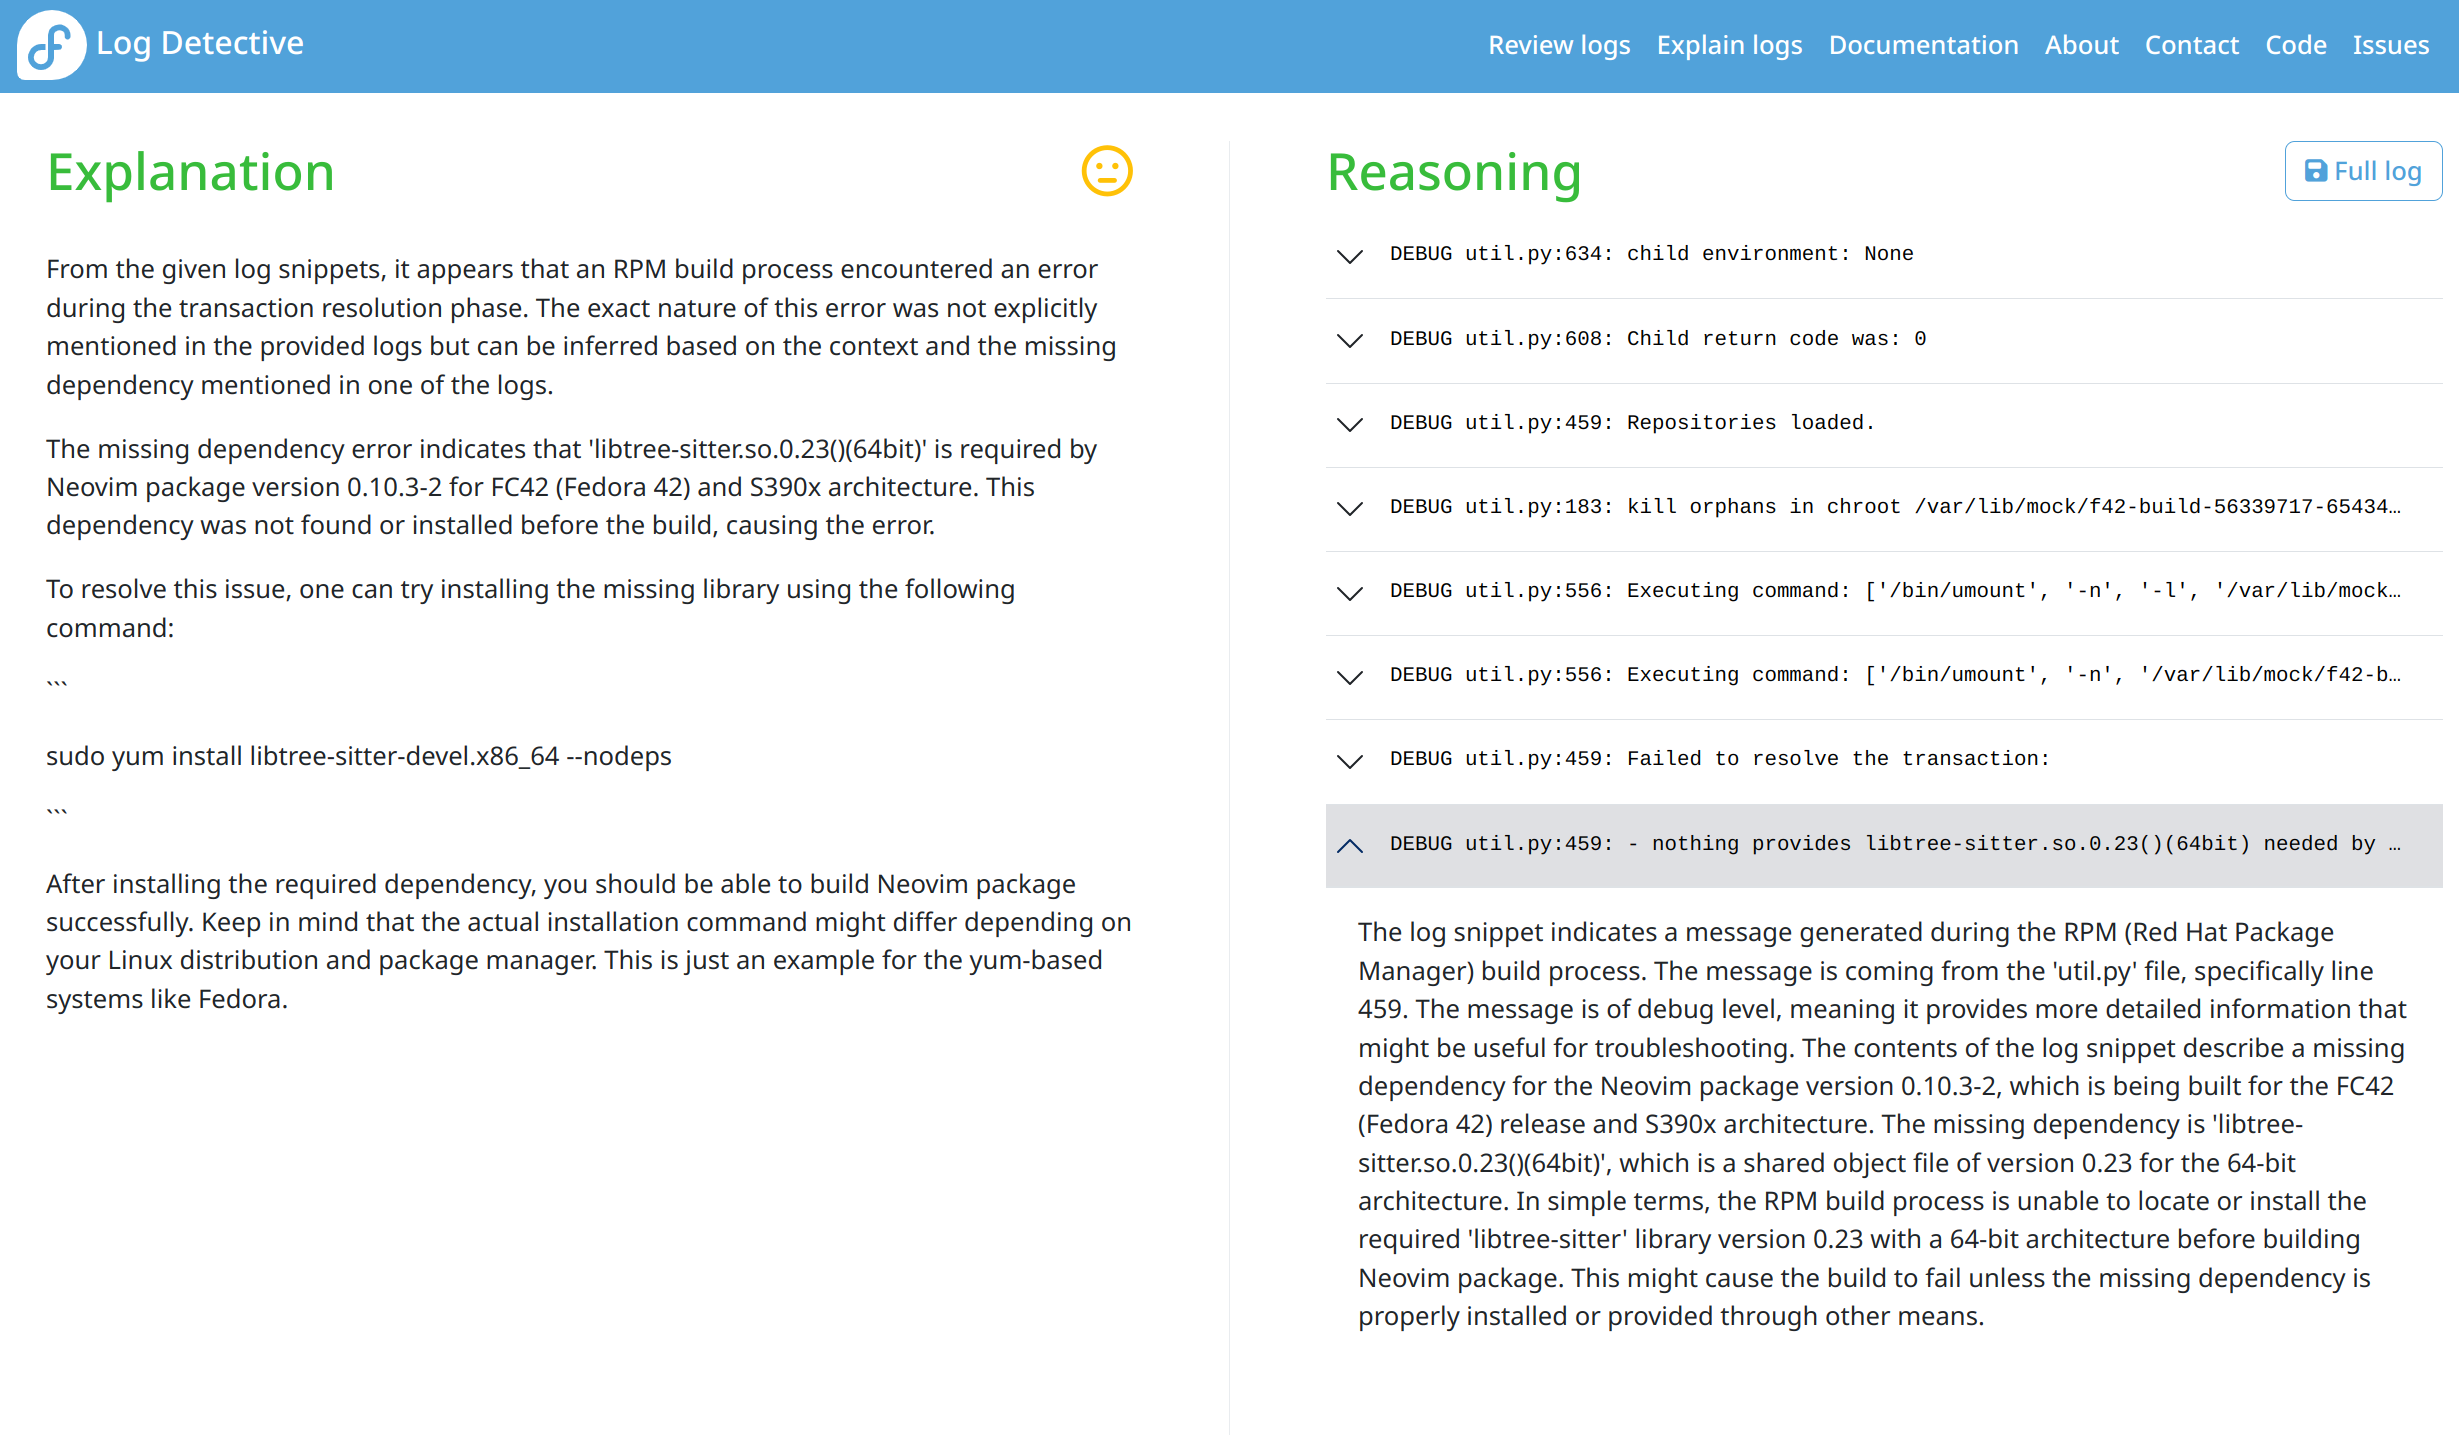 Log Detective
Review logs Explain logs Documentation About Contact Code Issues
Explanation
From the given log snippets, it appears that an RPM build process encountered an error
during the transaction resolution phase. The exact nature of this error was not explicitly
mentioned in the provided logs but can be inferred based on the context and the missing
dependency mentioned in one of the logs.
The missing dependency error indicates that 'libtree-sitter.so.0.23()(64bit)' is required by
Neovim package version 0.10.3-2 for FC42 (Fedora 42) and S390x architecture. This
dependency was not found or installed before the build, causing the error.
To resolve this issue, one can try installing the missing library using the following
command:
```
sudo yum install libtree-sitter-devel.x86_64 --nodeps
```
After installing the required dependency, you should be able to build Neovim package
successfully. Keep in mind that the actual installation command might differ depending on
your Linux distribution and package manager. This is just an example for the yum-based
systems like Fedora.
Reasoning
Full log
DEBUG util.py:634: child environment: None
DEBUG util.py:608: Child return code was: 0
DEBUG util.py:459: Repositories loaded.
DEBUG util.py:183: kill orphans in chroot /var/lib/mock/f42-build-56339717-65434…
DEBUG util.py:556: Executing command: ['/bin/umount', '-n', '-l', '/var/lib/mock…
DEBUG util.py:556: Executing command: ['/bin/umount', '-n', '/var/lib/mock/f42-b…
DEBUG util.py:459: Failed to resolve the transaction:
DEBUG util.py:459: - nothing provides libtree-sitter.so.0.23()(64bit) needed by …
The log snippet indicates a message generated during the RPM (Red Hat Package
Manager) build process. The message is coming from the 'util.py' file, specifically line
459. The message is of debug level, meaning it provides more detailed information that
might be useful for troubleshooting. The contents of the log snippet describe a missing
dependency for the Neovim package version 0.10.3-2, which is being built for the FC42
(Fedora 42) release and S390x architecture. The missing dependency is 'libtree-
sitter.so.0.23()(64bit)', which is a shared object file of version 0.23 for the 64-bit
architecture. In simple terms, the RPM build process is unable to locate or install the
required 'libtree-sitter' library version 0.23 with a 64-bit architecture before building
Neovim package. This might cause the build to fail unless the missing dependency is
properly installed or provided through other means.